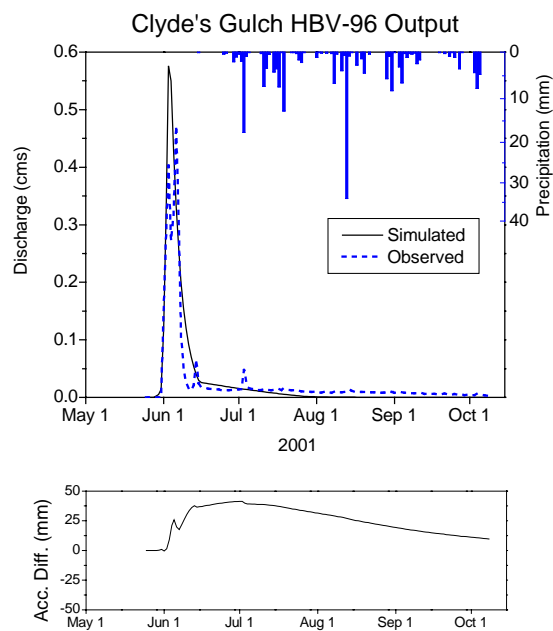 Clyde's Gulch HBV-96 Output
0.6
0.5
0.4
0.3
0.2
0.1
0.0
Discharge (cms)
0
10
20
30
40
Precipitation (mm)
Simulated
Observed
May 1 Jun 1 Jul 1 Aug 1 Sep 1 Oct 1
2001
50
25
0
-25
-50
Acc. Diff. (mm)
May 1 Jun 1 Jul 1 Aug 1 Sep 1 Oct 1